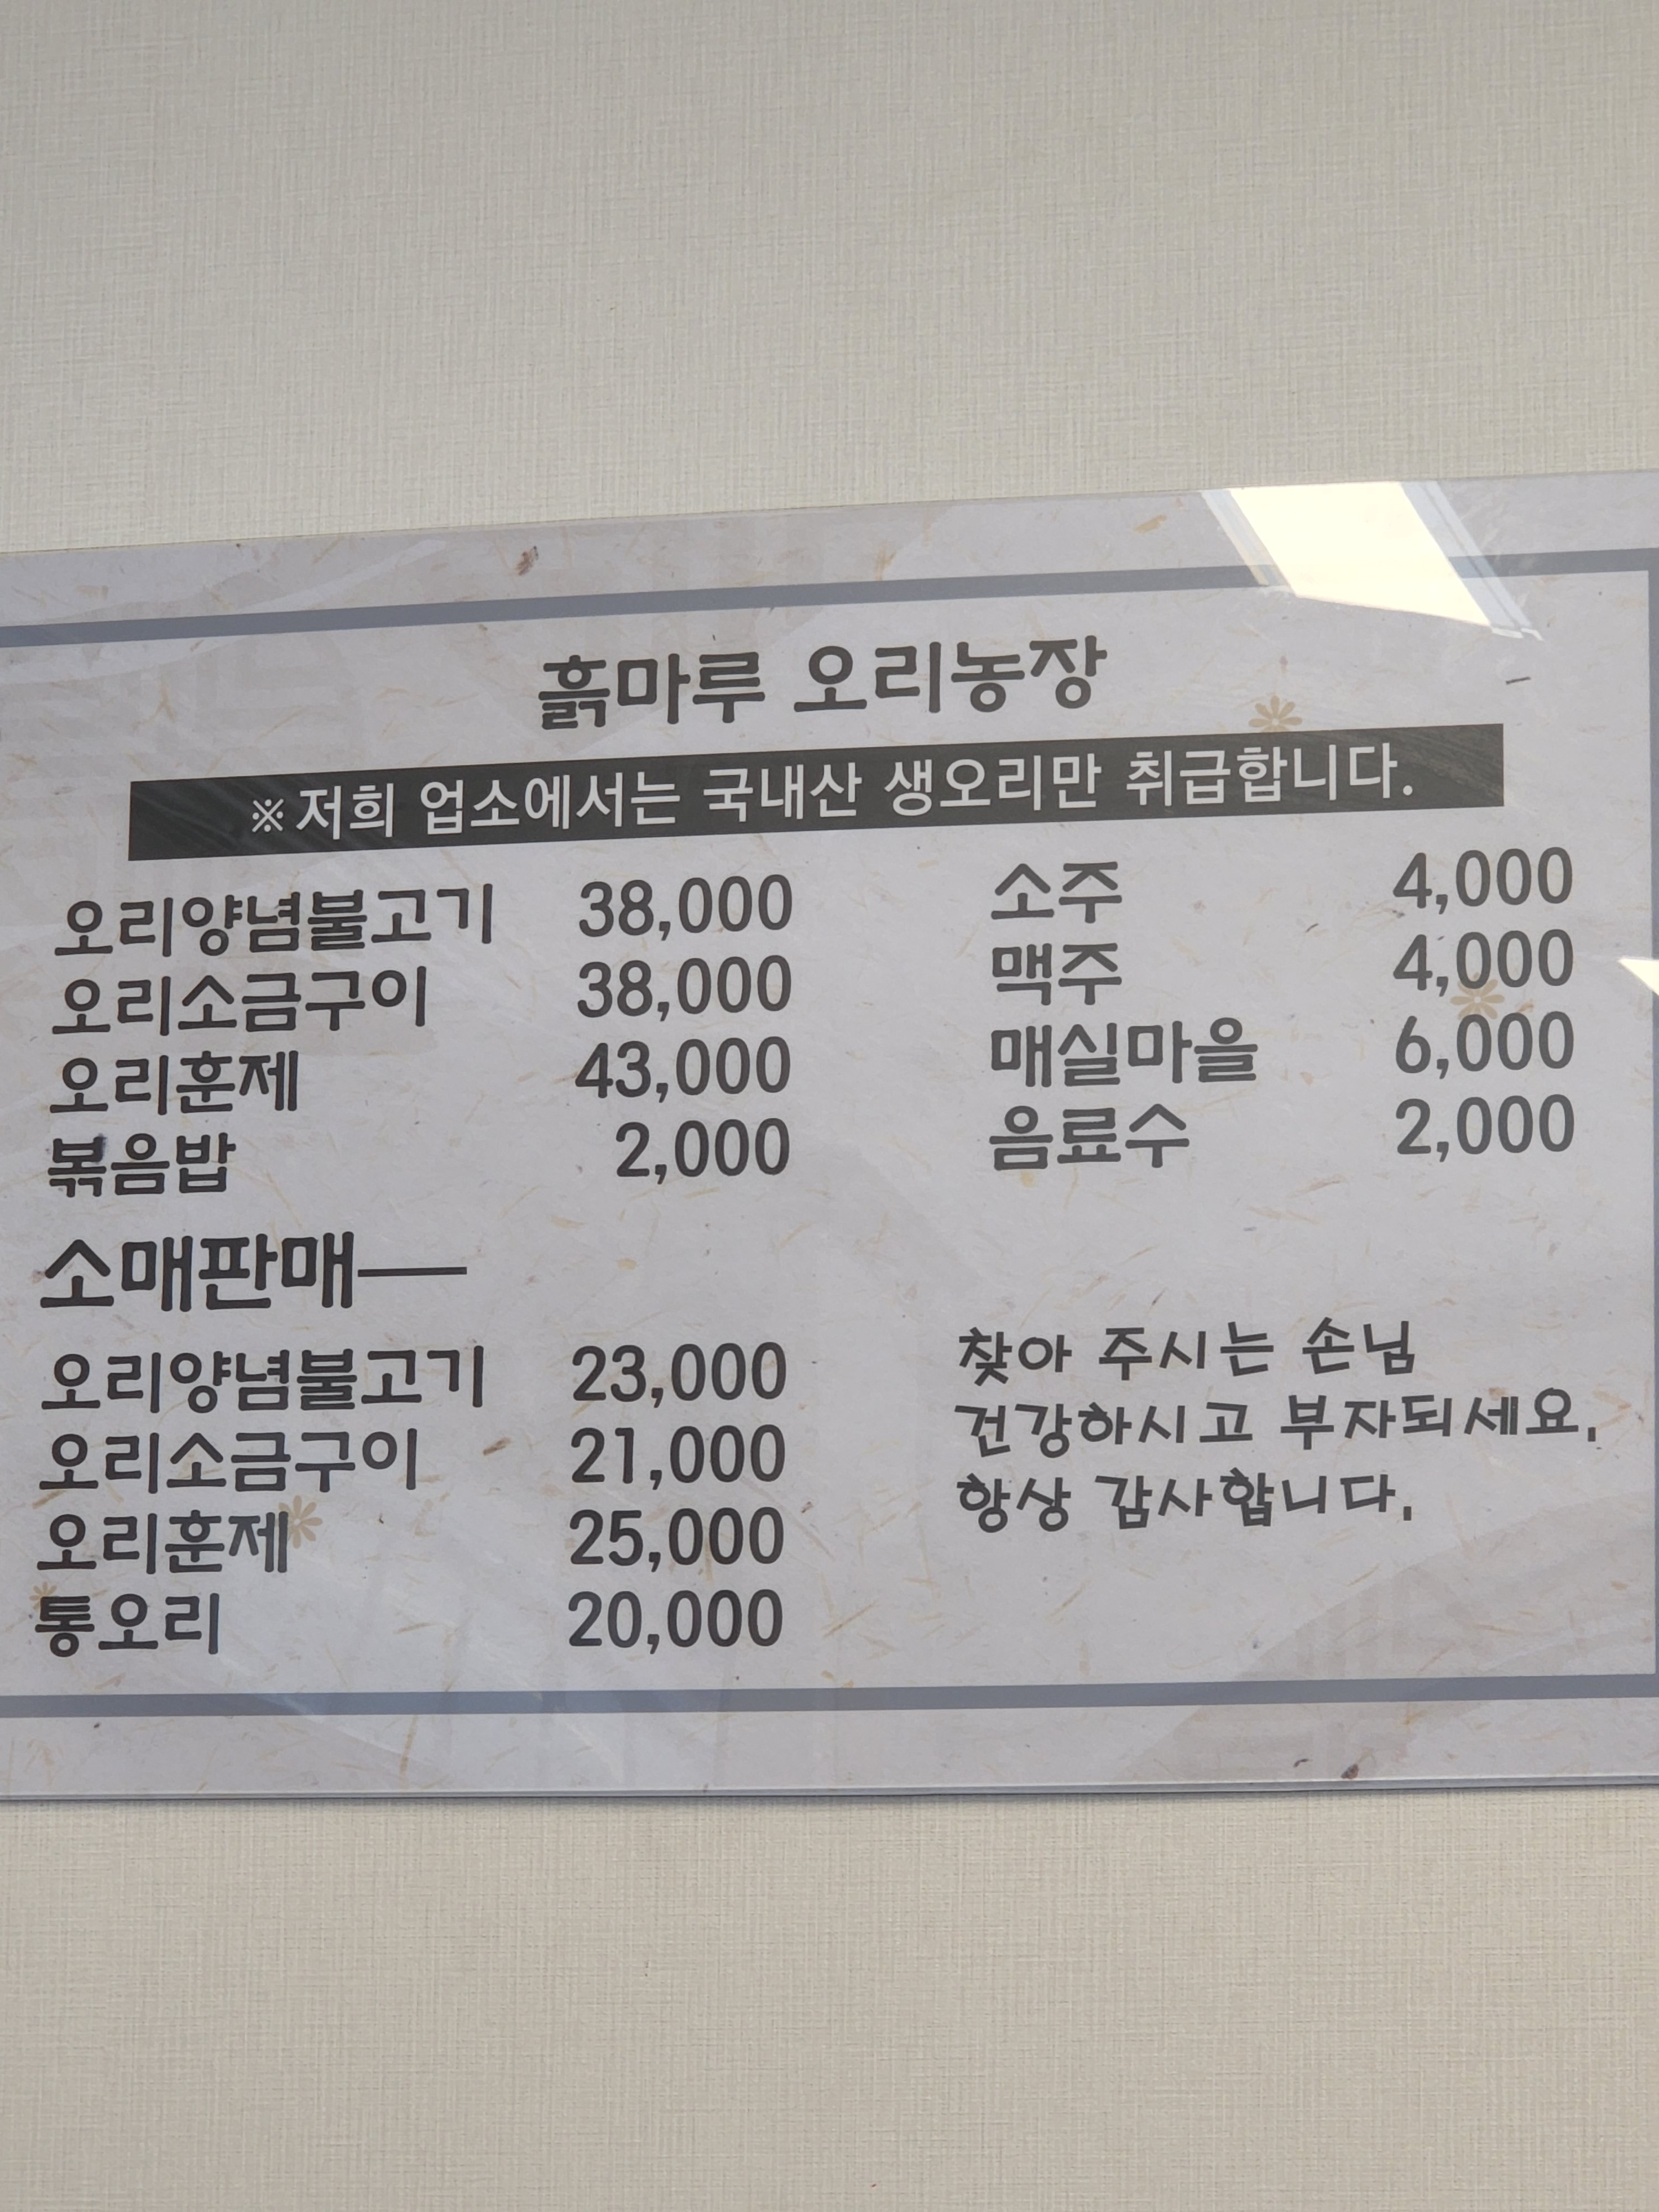 흙마루 오리농장
※저희 업소에서는 국내산 생오리만 취급합니다.
오리양념불고기 38,000
오리소금구이 38,000
오리훈제 43,000
볶음밥 2,000
소주 4,000
맥주 4,000
매실마을 6,000
음료수 2,000
소매판매—
오리양념불고기 23,000
오리소금구이 21,000
오리훈제 25,000
통오리 20,000
찾아 주시는 손님
건강하시고 부자되세요.
항상 감사합니다.